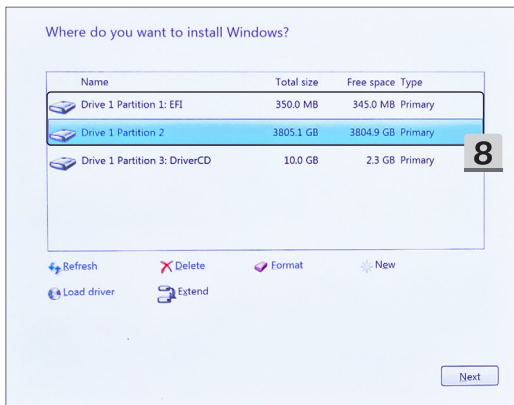 Where do you want to install Windows?
Name Total size Free space Type
Drive 1 Partition 1: EFI 350.0 MB 345.0 MB Primary
Drive 1 Partition 2 3805.1 GB 3804.9 GB Primary
8
Drive 1 Partition 3: DriverCD 10.0 GB 2.3 GB Primary
Refresh Delete Format New
Load driver Extend
Next